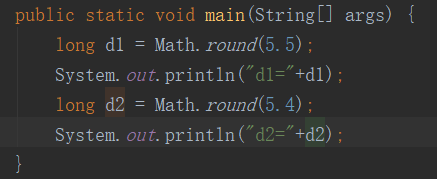 public static void main(String[] args) {
long d1 = Math.round(5.5);
System.out.println("d1="+d1);
long d2 = Math.round(5.4);
System.out.println("d2="+d2);
}